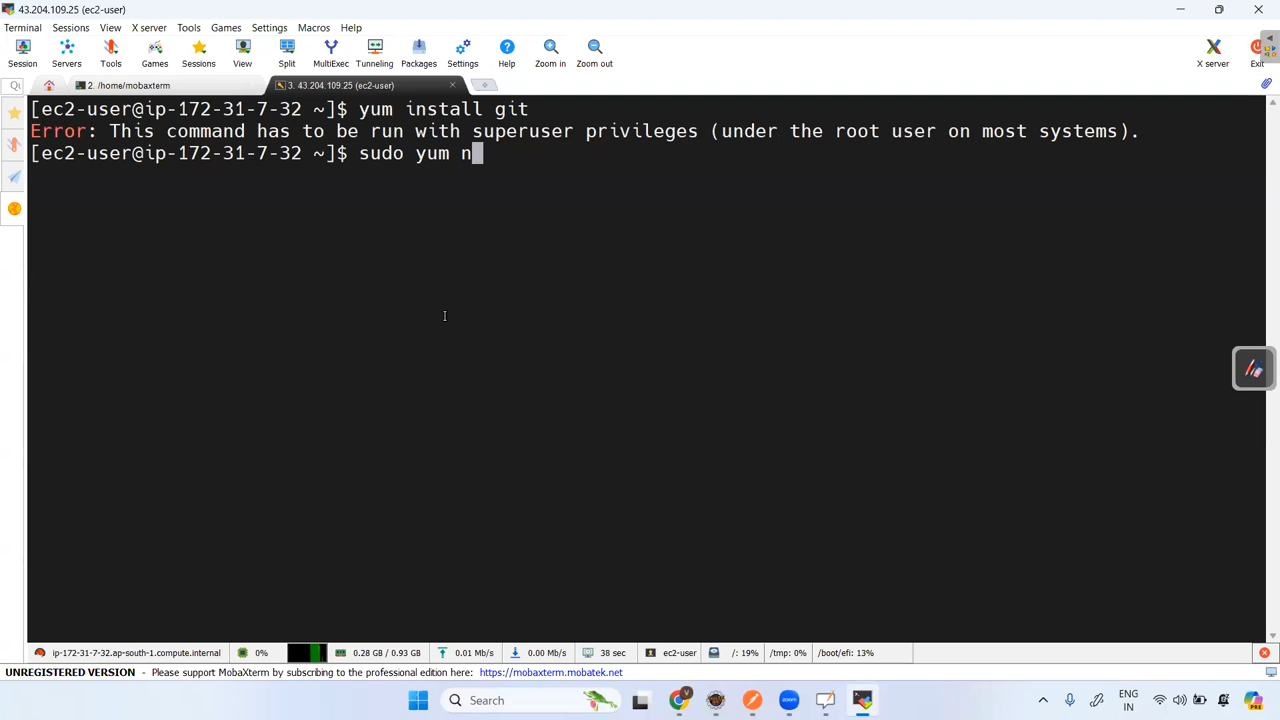 43.204.109.25 (ec2-user)
Terminal Sessions View X server Tools Games Settings Macros Help
Session Servers Tools Games Sessions View Split MultiExec Tunneling Packages Settings Help Zoom in Zoom out X server Exit
2. /home/mobaxterm 3. 43.204.109.25 (ec2-user)
[ec2-user@ip-172-31-7-32 ~]$ yum install git
Error: This command has to be run with superuser privileges (under the root user on most systems).
[ec2-user@ip-172-31-7-32 ~]$ sudo yum n
ip-172-31-7-32.ap-south-1.compute.internal 0% 0.28 GB / 0.93 GB 0.01 Mb/s 0.00 Mb/s 38 sec ec2-user /: 19% /tmp: 0% /boot/efi: 13%
UNREGISTERED VERSION - Please support MobaXterm by subscribing to the professional edition here: https://mobaxterm.mobatek.net
Search ENG
IN